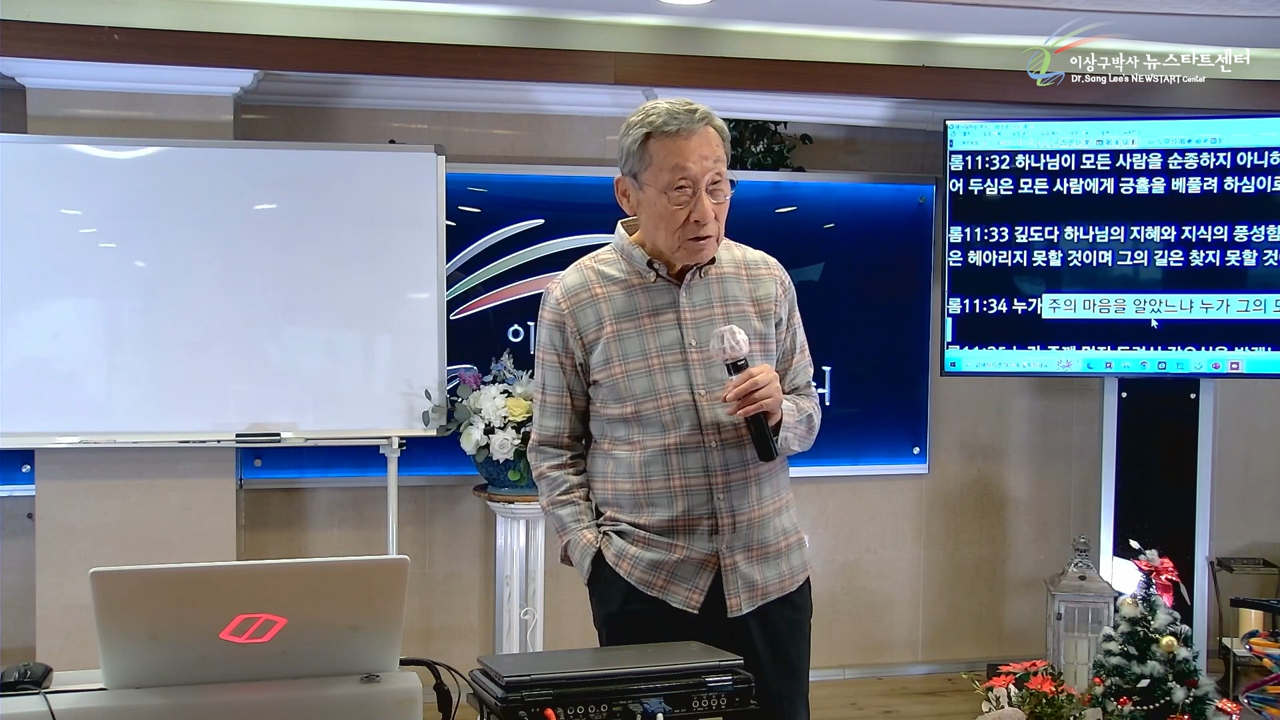 이상구박사 뉴스타트센터
Dr.Sang Lee's NEWSTART Center
롬11:32 하나님이 모든 사람을 순종하지 아니하
어 두심은 모든 사람에게 긍휼을 베풀려 하심이로
롬11:33 깊도다 하나님의 지혜와 지식의 풍성함
은 헤아리지 못할 것이며 그의 길은 찾지 못할 것
롬11:34 누가 주의 마음을 알았느냐 누가 그의 모
이